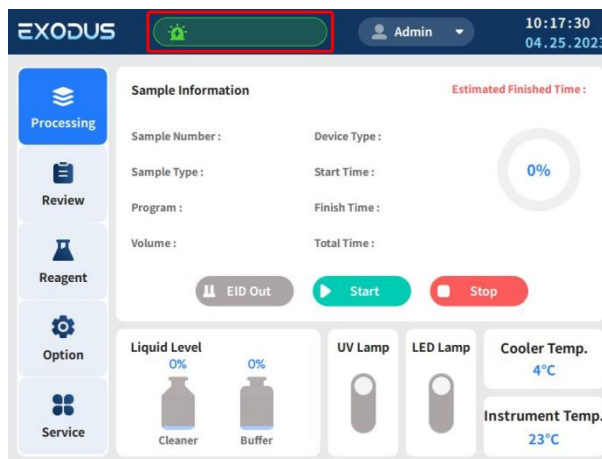 EXODUS
Admin
10:17:30
04.25.202
Processing
Review
Reagent
Option
Service
Sample Information
Estimated Finished Time :
Sample Number :
Device Type :
Sample Type :
Start Time :
Program :
Finish Time :
Volume :
Total Time :
0%
EID Out
Start
Stop
Liquid Level
0%
0%
Cleaner
Buffer
UV Lamp
LED Lamp
Cooler Temp.
4°C
Instrument Temp.
23°C